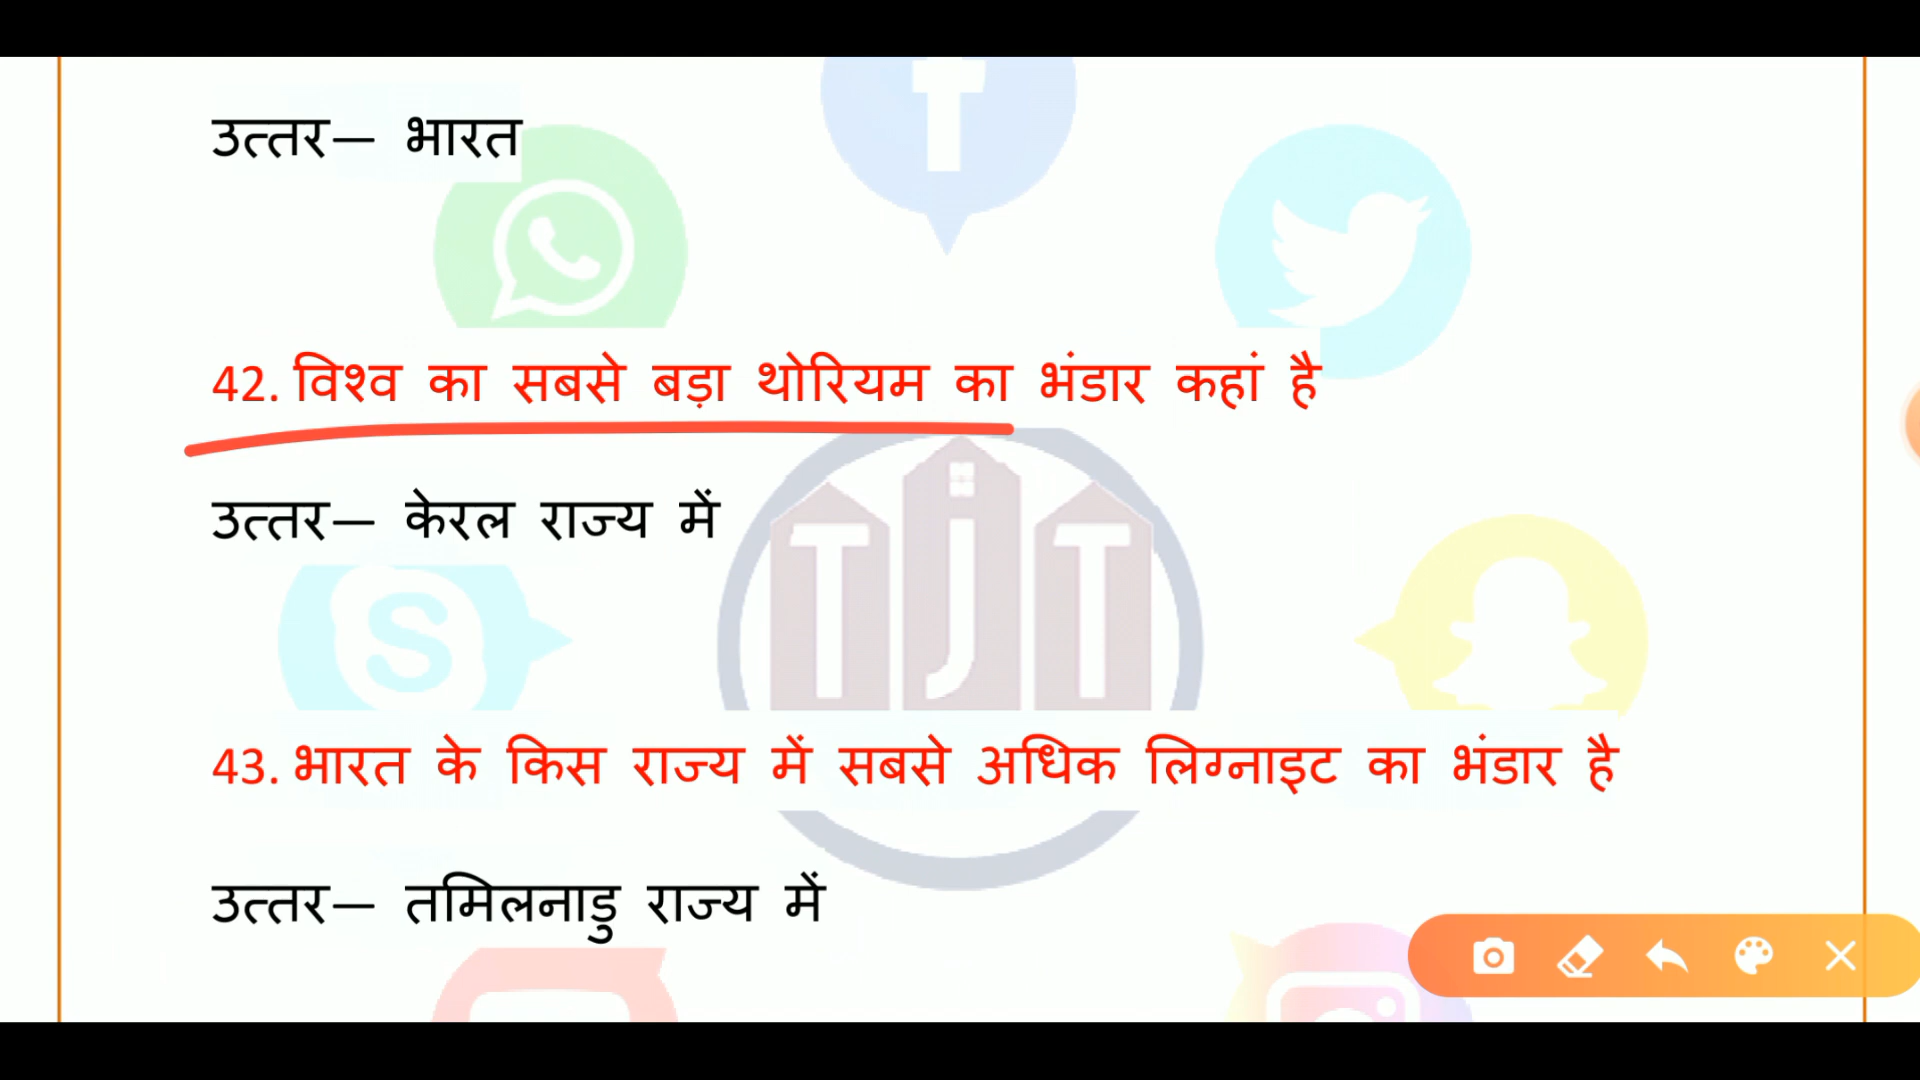 उत्तर— भारत
42. विश्व का सबसे बड़ा थोरियम का भंडार कहां है
उत्तर— केरल राज्य में
TJT
43. भारत के किस राज्य में सबसे अधिक लिग्नाइट का भंडार है
उत्तर— तमिलनाडु राज्य में